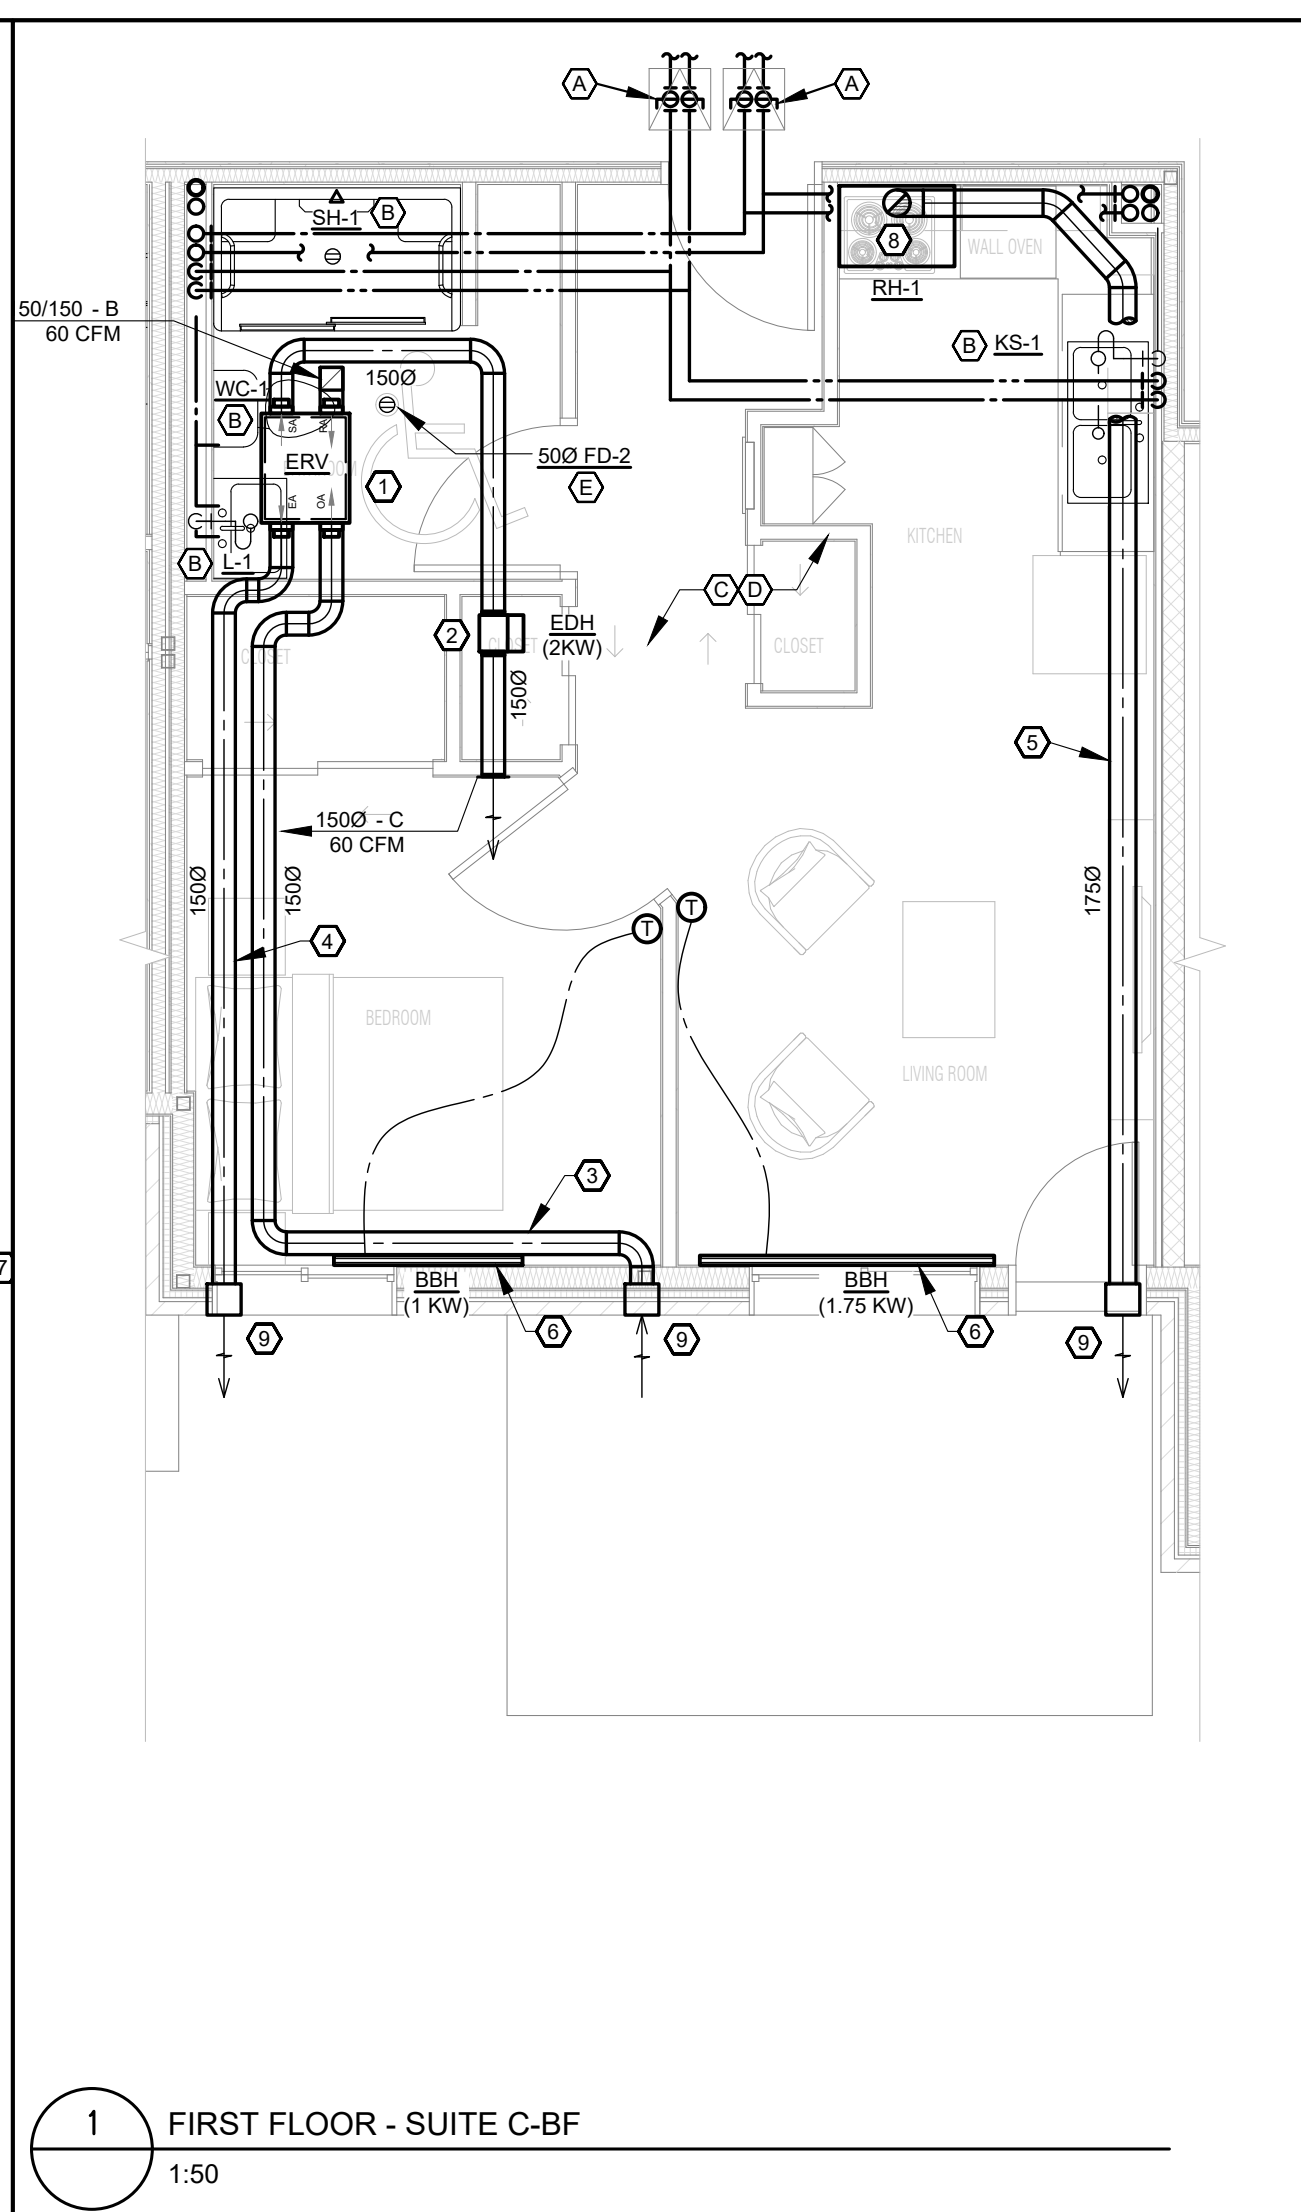 A
A
SH-1
B
8
WALL OVEN
RH-1
50/150 - B
60 CFM
B
KS-1
150Ø
WC-1
B
SA
RA
ERV
50Ø FD-2
E
1
EA
OA
KITCHEN
B
L-1
C
D
2
EDH
(2KW)
CLOSET
CLOSET
CLOSET
150Ø
5
150Ø - C
60 CFM
150Ø
150Ø
175Ø
T
T
4
BEDROOM
LIVING ROOM
3
7
BBH
(1 KW)
BBH
(1.75 KW)
9
6
9
6
9
1
FIRST FLOOR - SUITE C-BF
1:50